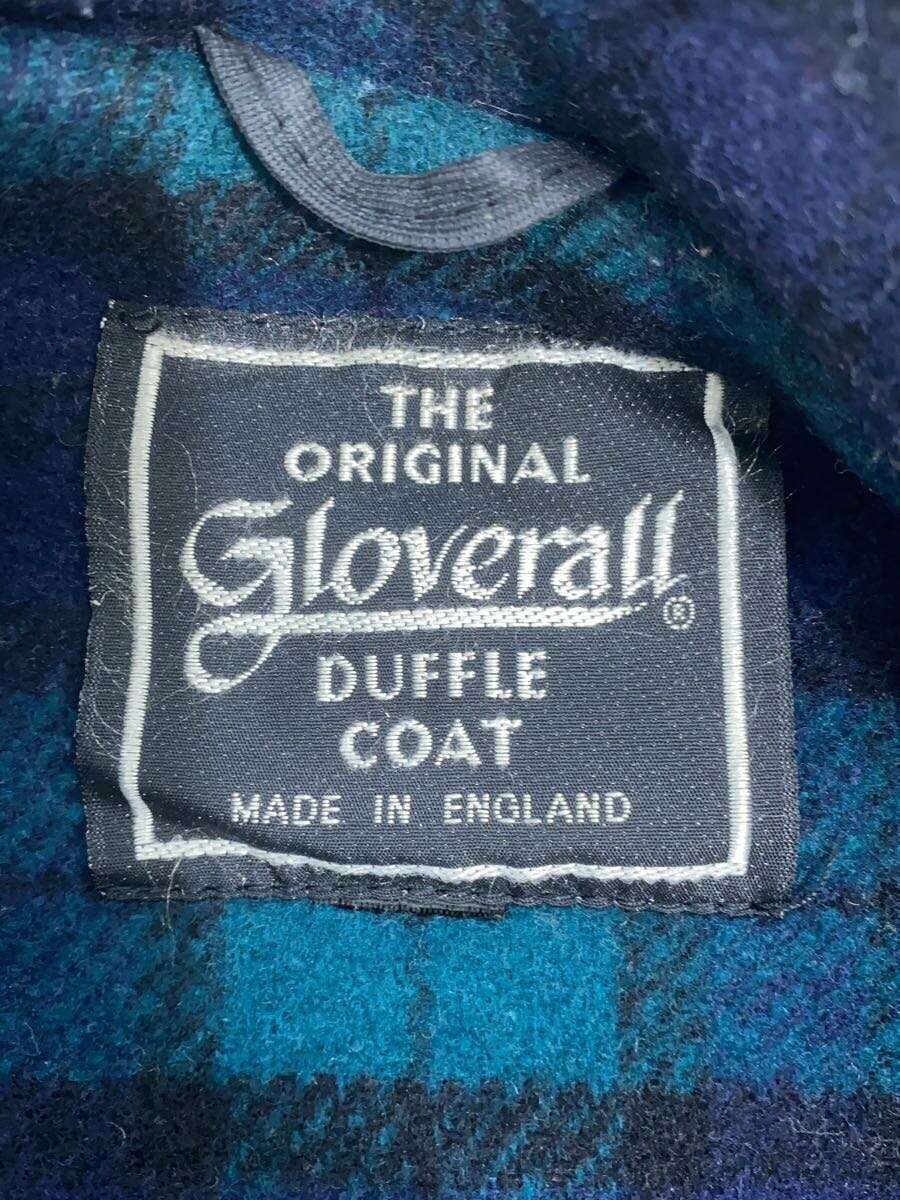 THE
ORIGINAL
Gloverall®
DUFFLE
COAT
MADE IN ENGLAND